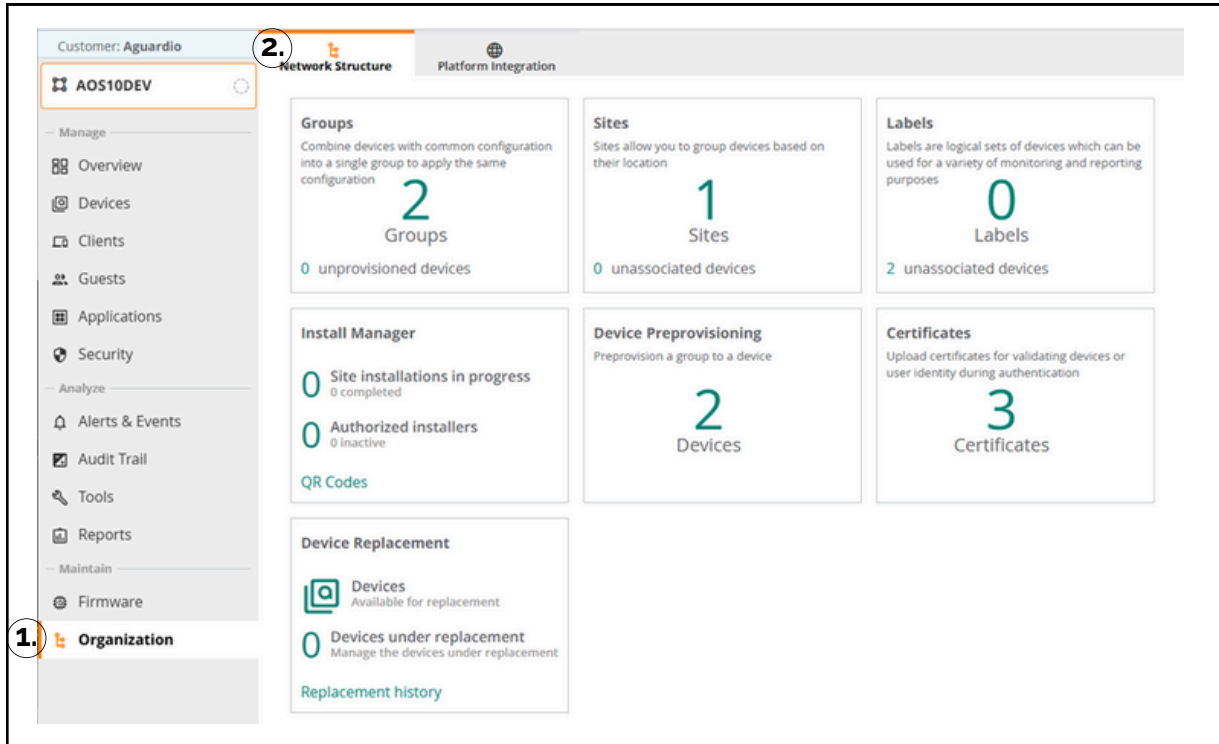 Customer: Aguardio
AOS10DEV
Manage
Overview
Devices
Clients
Guests
Applications
Security
Analyze
Alerts & Events
Audit Trail
Tools
Reports
Maintain
Firmware
1.
Organization
2.
Network Structure
Platform Integration
Groups
Combine devices with common configuration
into a single group to apply the same
configuration
2
Groups
0 unprovisioned devices
Sites
Sites allow you to group devices based on
their location
1
Sites
0 unassociated devices
Labels
Labels are logical sets of devices which can be
used for a variety of monitoring and reporting
purposes
0
Labels
2 unassociated devices
Install Manager
0 Site installations in progress
0 completed
0 Authorized installers
0 inactive
QR Codes
Device Preprovisioning
Preprovision a group to a device
2
Devices
Certificates
Upload certificates for validating devices or
user identity during authentication
3
Certificates
Device Replacement
Devices
Available for replacement
0 Devices under replacement
Manage the devices under replacement
Replacement history